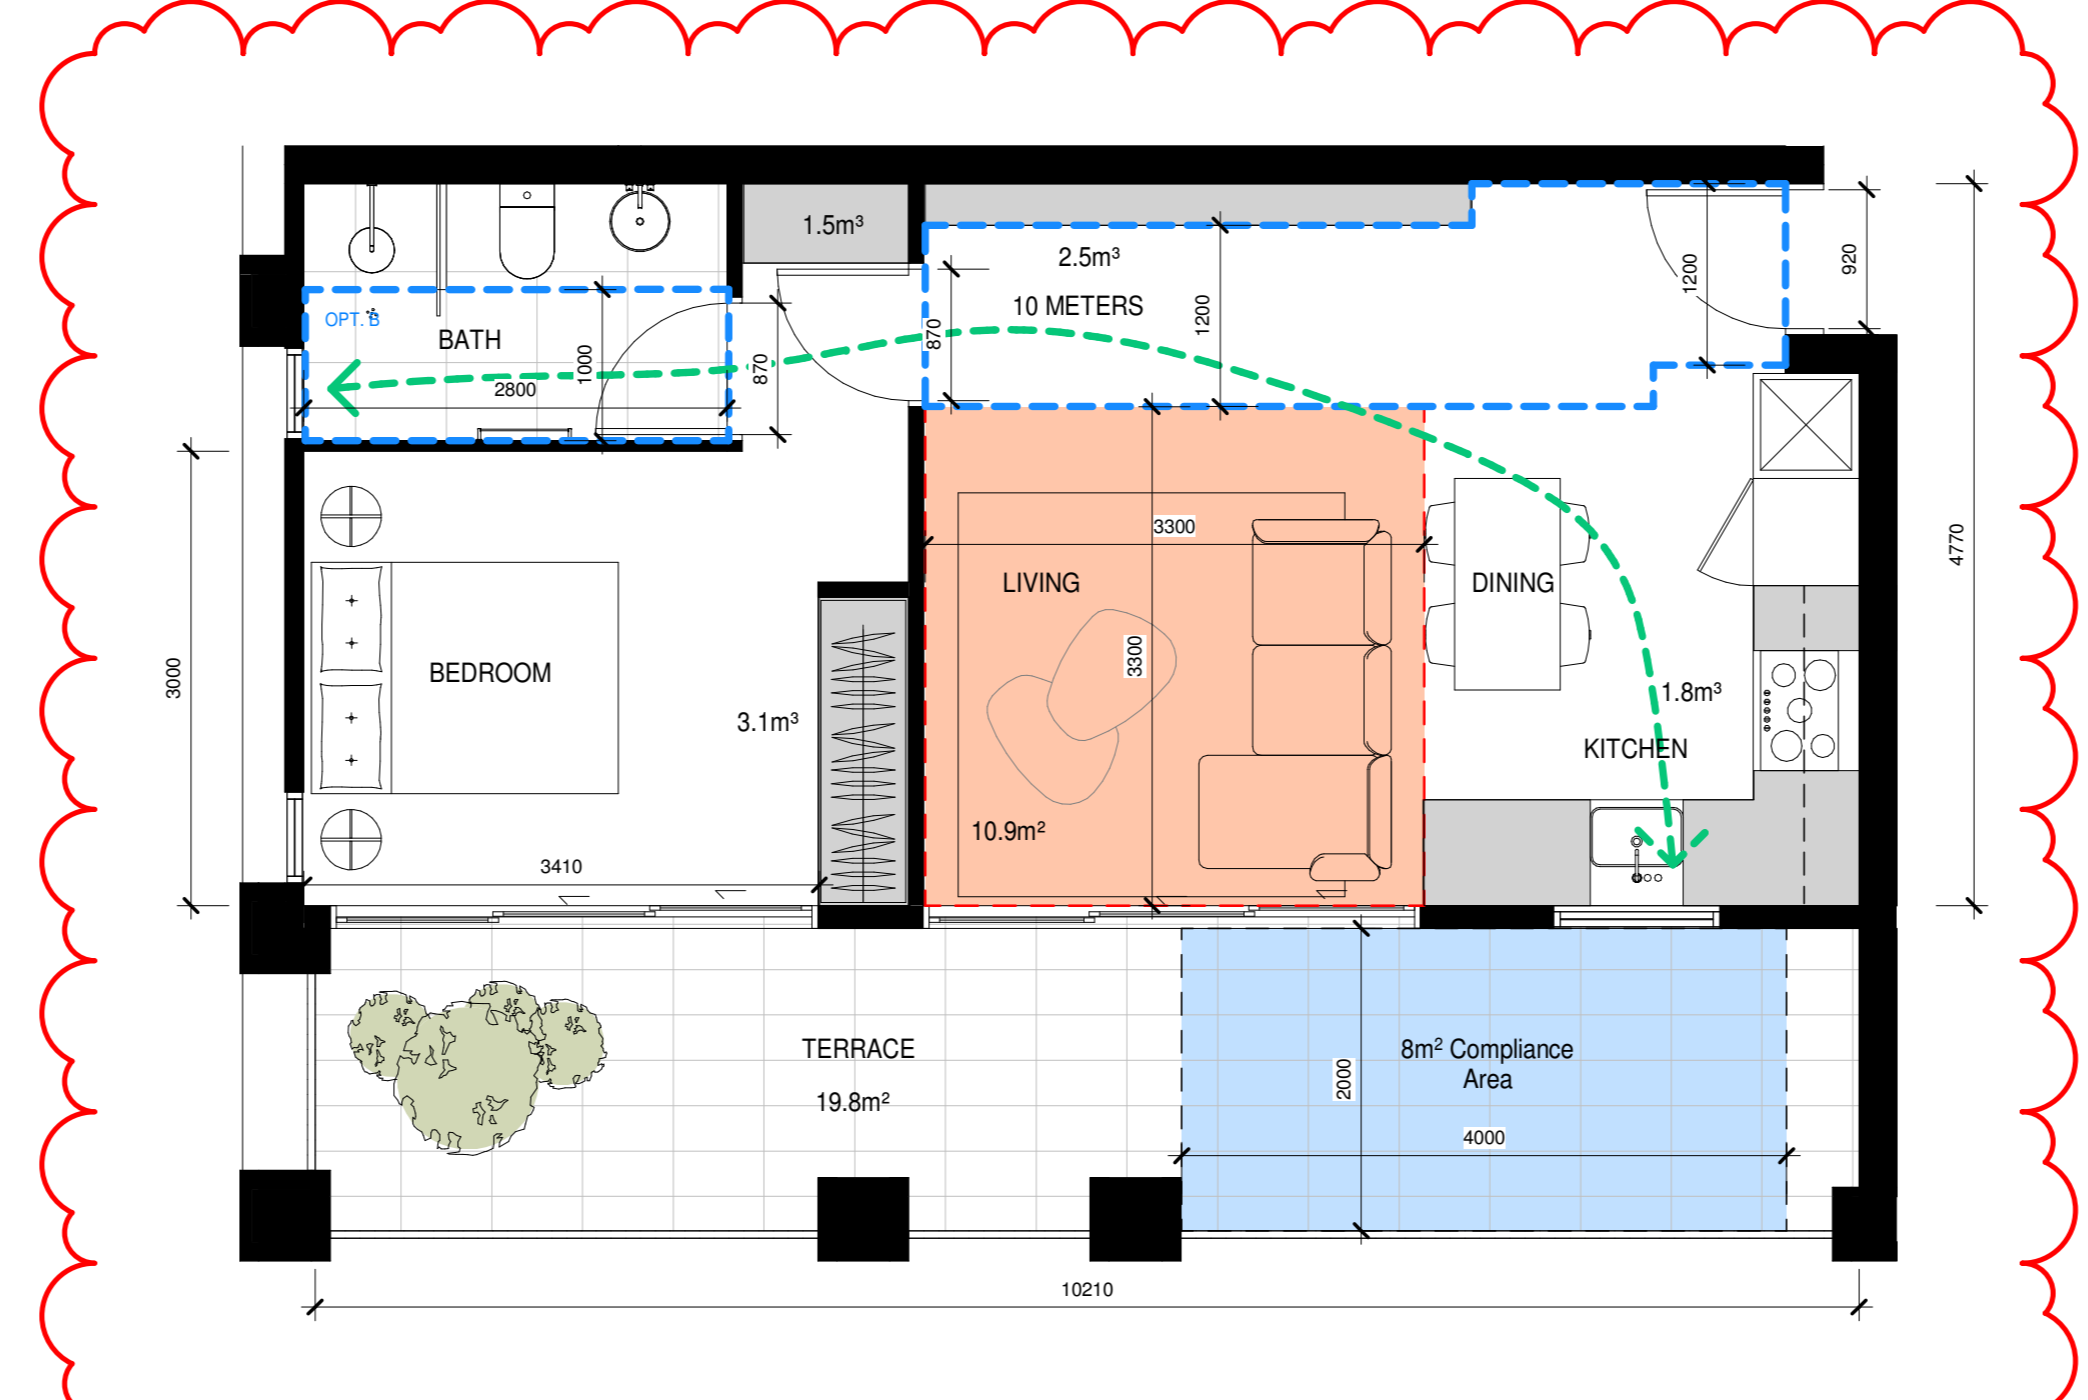 1.5m³
2.5m³
10 METERS
1200
870
1200
920
OPT. B
BATH
1000
2800
870
3000
BEDROOM
3.1m³
3410
3300
LIVING
3300
10.9m²
DINING
1.8m³
KITCHEN
4770
TERRACE
19.8m²
8m² Compliance
Area
2000
4000
10210